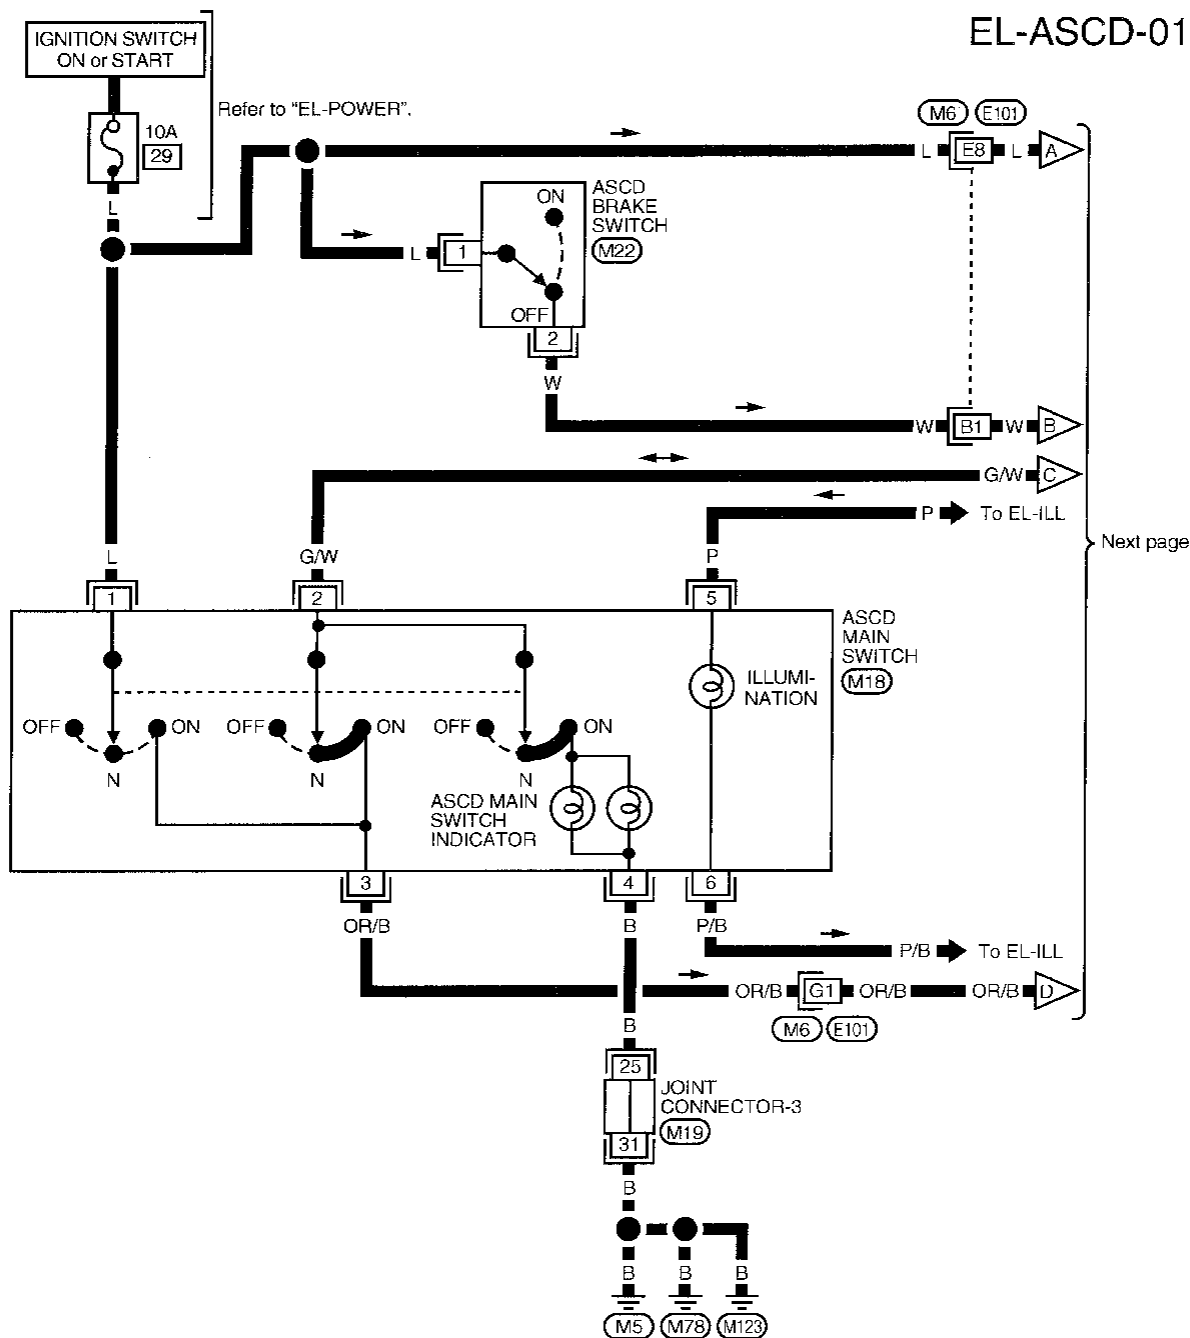 EL-ASCD-01
IGNITION SWITCH
ON or START
Refer to "EL-POWER".
10A
29
L
M6 E101
L E8 L A
ASCD
BRAKE
SWITCH
M22
ON
L 1
OFF
2
W
W B1 W B
G/W C
P To EL-ILL
Next page
L
G/W
P
1
2
5
ASCD
MAIN
SWITCH
M18
ILLUMI-
NATION
OFF ON
N
OFF ON
N
OFF ON
N
ASCD MAIN
SWITCH
INDICATOR
3
4
6
OR/B
B
P/B
P/B To EL-ILL
OR/B G1 OR/B OR/B D
M6 E101
B
25
JOINT
CONNECTOR-3
M19
31
B
B B B
M5 M78 M123